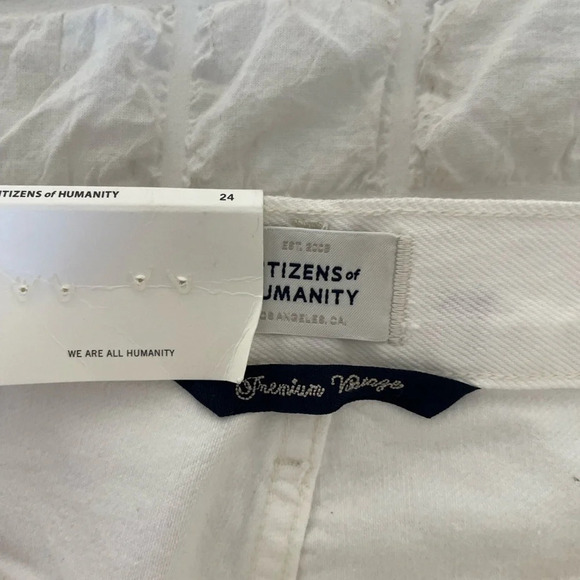 TIZENS of HUMANITY 24
WE ARE ALL HUMANITY
EST. 2003
TIZENS of
UMANITY
OS ANGELES, CA.
Premium Vintage